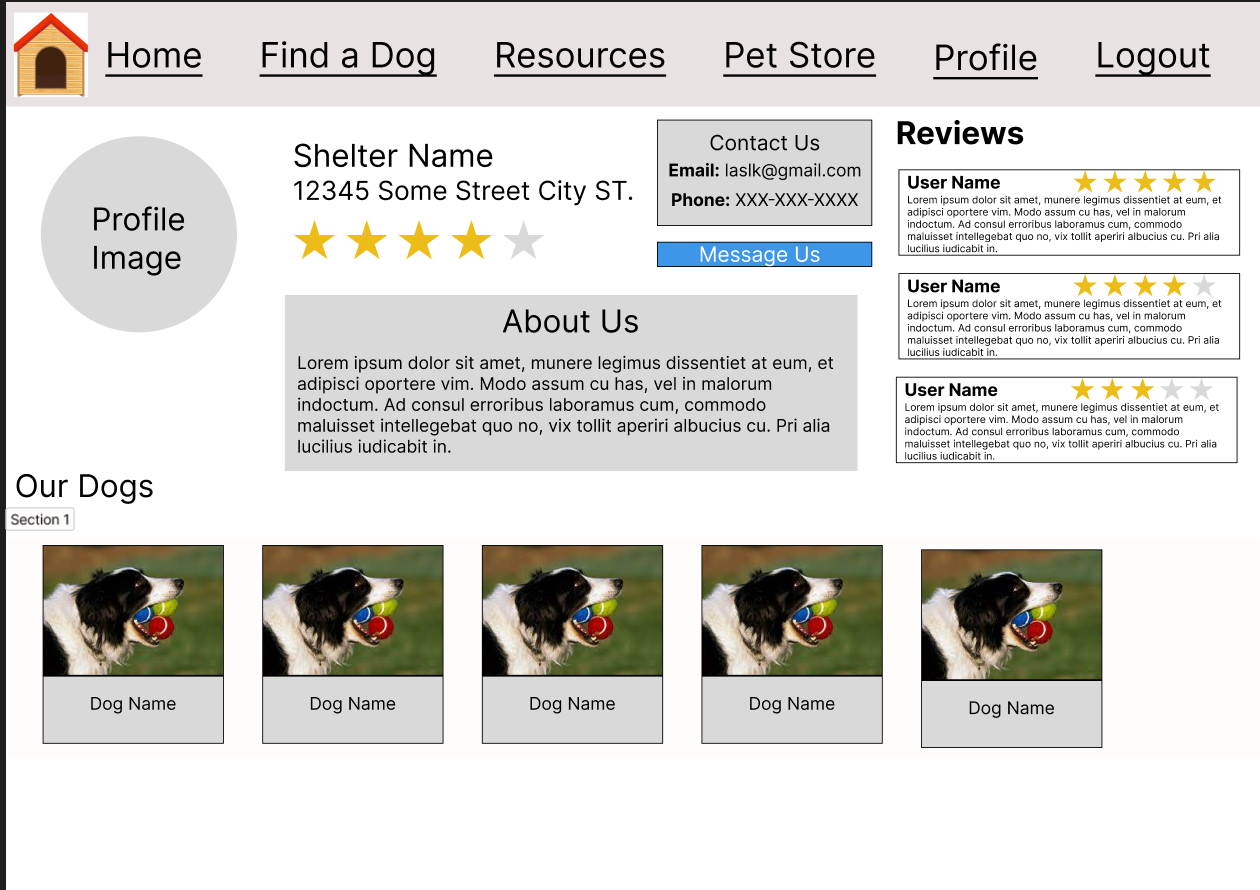 Home Find a Dog Resources Pet Store Profile Logout
Profile
Image
Shelter Name
12345 Some Street City ST.
Contact Us
Email: laslk@gmail.com
Phone: XXX-XXX-XXXX
Message Us
About Us
Lorem ipsum dolor sit amet, munere legimus dissentiet at eum, et
adipisci oportere vim. Modo assum cu has, vel in malorum
indoctum. Ad consul erroribus laboramus cum, commodo
maluisset intellegebat quo no, vix tollit aperiri albucius cu. Pri alia
lucilius iudicabit in.
Reviews
User Name
Lorem ipsum dolor sit amet, munere legimus dissentiet at eum, et
adipisci oportere vim. Modo assum cu has, vel in malorum
indoctum. Ad consul erroribus laboramus cum, commodo
maluisset intellegebat quo no, vix tollit aperiri albucius cu. Pri alia
lucilius iudicabit in.
User Name
Lorem ipsum dolor sit amet, munere legimus dissentiet at eum, et
adipisci oportere vim. Modo assum cu has, vel in malorum
indoctum. Ad consul erroribus laboramus cum, commodo
maluisset intellegebat quo no, vix tollit aperiri albucius cu. Pri alia
lucilius iudicabit in.
User Name
Lorem ipsum dolor sit amet, munere legimus dissentiet at eum, et
adipisci oportere vim. Modo assum cu has, vel in malorum
indoctum. Ad consul erroribus laboramus cum, commodo
maluisset intellegebat quo no, vix tollit aperiri albucius cu. Pri alia
lucilius iudicabit in.
Our Dogs
Section 1
Dog Name
Dog Name
Dog Name
Dog Name
Dog Name